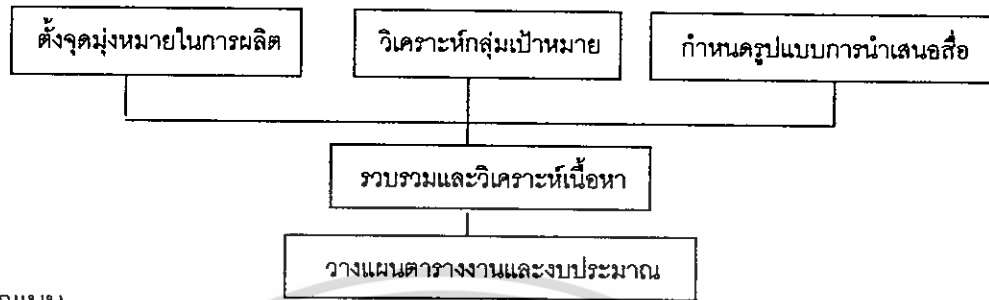 ตั้งจุดมุ่งหมายในการผลิต
วิเคราะห์กลุ่มเป้าหมาย
กำหนดรูปแบบการนำเสนอสื่อ
รวบรวมและวิเคราะห์เนื้อหา
วางแผนตารางงานและงบประมาณ